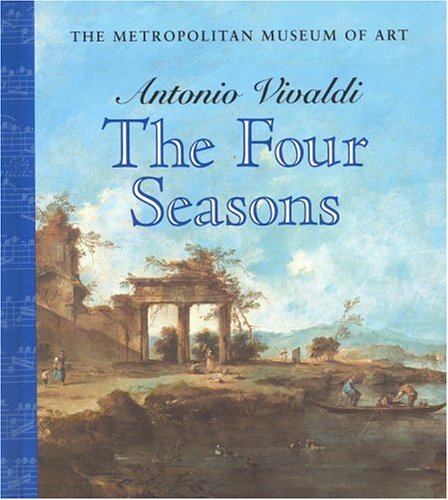 THE METROPOLITAN MUSEUM OF ART
Antonio Vivaldi
The Four
Seasons